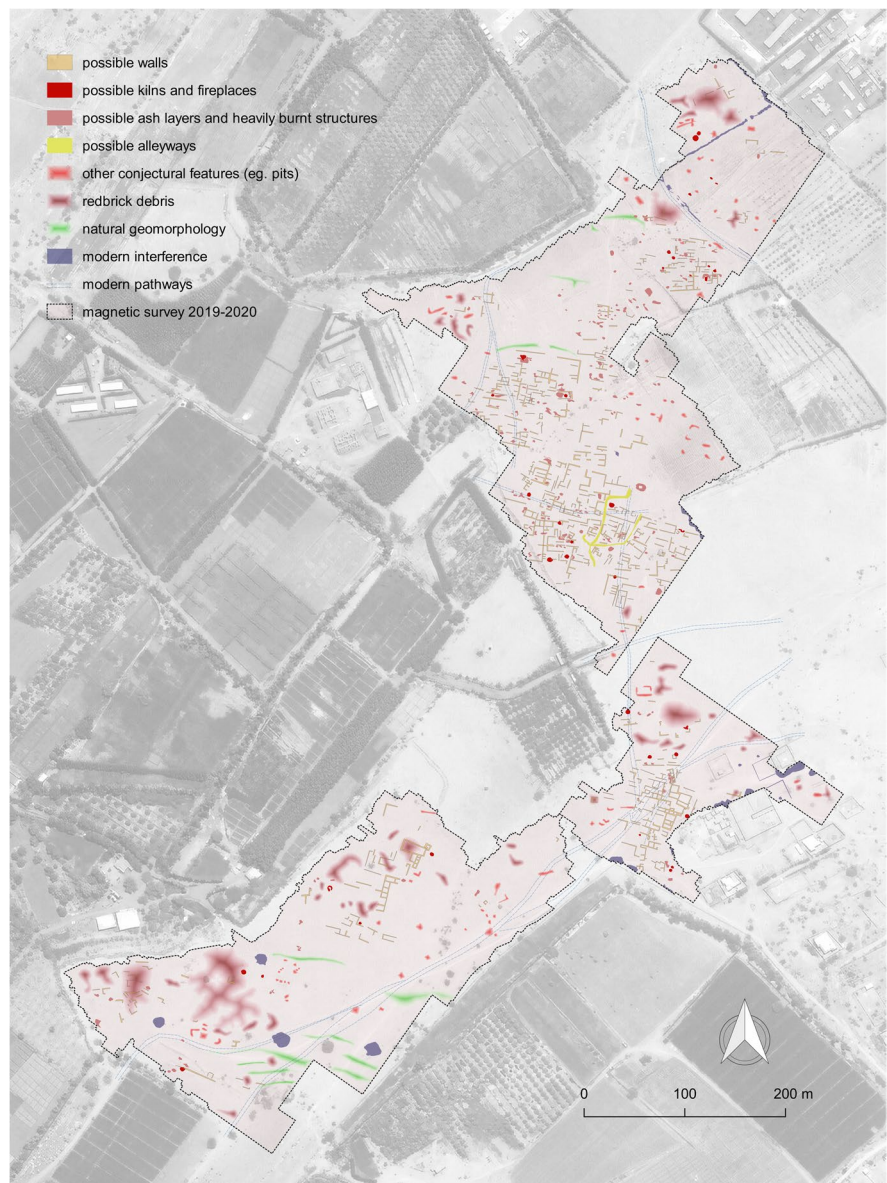 possible walls
possible kilns and fireplaces
possible ash layers and heavily burnt structures
possible alleyways
other conjectural features (eg. pits)
redbrick debris
natural geomorphology
modern interference
modern pathways
magnetic survey 2019-2020
0 100 200 m